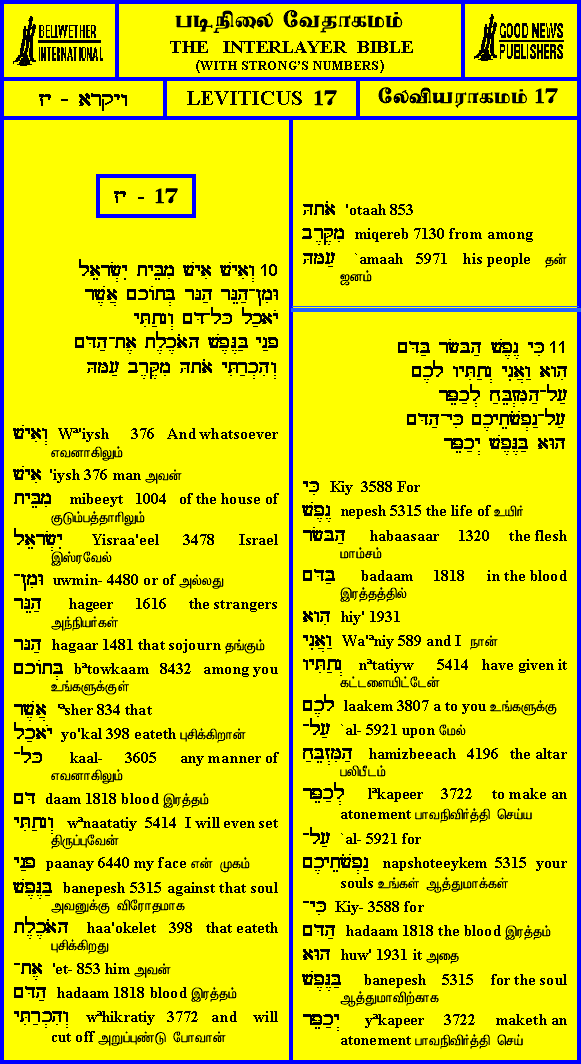 BELLWETHER
INTERNATIONAL
படிநிலை வேதாகமம்
THE INTERLAYER BIBLE
(WITH STRONG'S NUMBERS)
GOOD NEWS
PUBLISHERS
ויקרא - יז
LEVITICUS 17
லேவியராகமம் 17
יז - 17
10 וְאִישׁ אִישׁ מִבֵּית יִשְׂרָאֵל
וּמִן־הַגֵּר הַגָּר בְּתוֹכָם אֲשֶׁר
יֹאכַל כָּל־דָּם וְנָתַתִּי
פָנַי בַּנֶּפֶשׁ הָאֹכֶלֶת אֶת־הַדָּם
וְהִכְרַתִּי אֹתָהּ מִקֶּרֶב עַמָּהּ
וְאִישׁ Wª'iysh 376 And whatsoever
எவனாகிலும்
אִישׁ 'iysh 376 man அவன்
מִבֵּית mibeeyt 1004 of the house of
குடும்பத்தாரிலும்
יִשְׂרָאֵל Yisraa'eel 3478 Israel
இஸ்ரவேல்
וּמִן־ uwmin- 4480 or of அல்லது
הַגֵּר hageer 1616 the strangers
அந்நியர்கள்
הַגָּר hagaar 1481 that sojourn தங்கும்
בְּתוֹכָם bªtowkaam 8432 among you
உங்களுக்குள்
אֲשֶׁר ªsher 834 that
יֹאכַל yo'kal 398 eateth புசிக்கிறான்
כָּל־ kaal- 3605 any manner of
எவனாகிலும்
דָּם daam 1818 blood இரத்தம்
וְנָתַתִּי wªnaatatiy 5414 I will even set
திருப்புவேன்
פָנַי paanay 6440 my face என் முகம்
בַּנֶּפֶשׁ banepesh 5315 against that soul
அவனுக்கு விரோதமாக
הָאֹכֶלֶת haa'okelet 398 that eateth
புசிக்கிறது
אֶת־ 'et- 853 him அவன்
הַדָּם hadaam 1818 blood இரத்தம்
וְהִכְרַתִּי wªhikratiy 3772 and will
cut off அறுப்புண்டு போவான்
אֹתָהּ 'otaah 853
מִקֶּרֶב miqereb 7130 from among
עַמָּהּ `amaah 5971 his people தன்
ஜனம்
11 כִּי נֶפֶשׁ הַבָּשָׂר בַּדָּם
הִוא וַאֲנִי נְתַתִּיו לָכֶם
עַל־הַמִּזְבֵּחַ לְכַפֵּר
עַל־נַפְשֹׁתֵיכֶם כִּי־הַדָּם
הוּא בַּנֶּפֶשׁ יְכַפֵּר
כִּי Kiy 3588 For
נֶפֶשׁ nepesh 5315 the life of உயிர்
הַבָּשָׂר habaasaar 1320 the flesh
மாம்சம்
בַּדָּם badaam 1818 in the blood
இரத்தத்தில்
הִוא hiy' 1931
וַאֲנִי Wa'ªniy 589 and I நான்
נְתַתִּיו nªtatiyw 5414 have given it
கட்டளையிட்டேன்
לָכֶם laakem 3807 a to you உங்களுக்கு
עַל־ `al- 5921 upon மேல்
הַמִּזְבֵּחַ hamizbeeach 4196 the altar
பலிபீடம்
לְכַפֵּר lªkapeer 3722 to make an
atonement பாவநிவிர்த்தி செய்ய
עַל־ `al- 5921 for
נַפְשֹׁתֵיכֶם napshoteeykem 5315 your
souls உங்கள் ஆத்துமாக்கள்
כִּי־ Kiy- 3588 for
הַדָּם hadaam 1818 the blood இரத்தம்
הוּא huw' 1931 it அதை
בַּנֶּפֶשׁ banepesh 5315 for the soul
ஆத்துமாவிற்காக
יְכַפֵּר yªkapeer 3722 maketh an
atonement பாவநிவிர்த்தி செய்